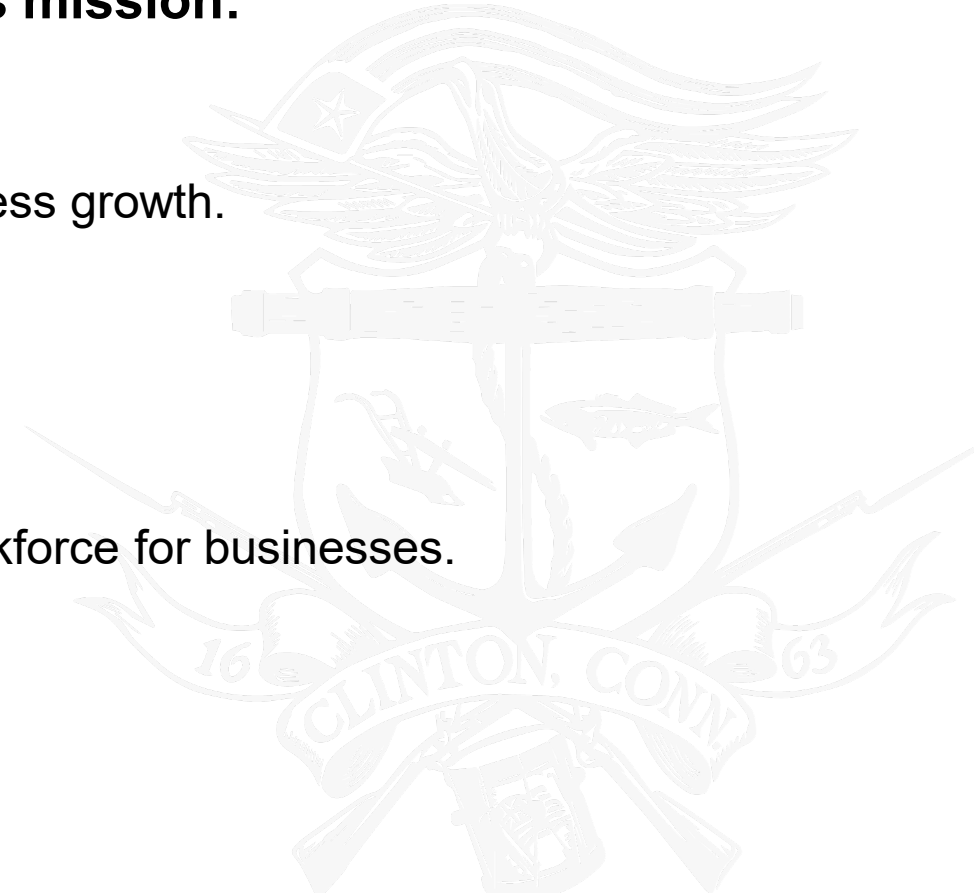 s mission:
ess growth.
kforce for businesses.
16 63
CLINTON, CONN.